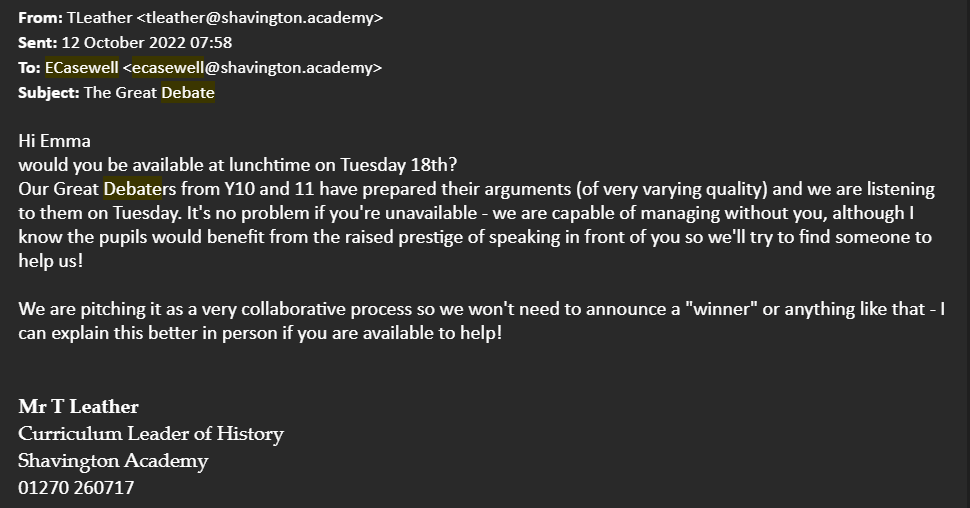 From: TLeather <tleather@shavington.academy>
Sent: 12 October 2022 07:58
To: ECasewell <ecasewell@shavington.academy>
Subject: The Great Debate
Hi Emma
would you be available at lunchtime on Tuesday 18th?
Our Great Debaters from Y10 and 11 have prepared their arguments (of very varying quality) and we are listening
to them on Tuesday. It's no problem if you're unavailable - we are capable of managing without you, although I
know the pupils would benefit from the raised prestige of speaking in front of you so we'll try to find someone to
help us!
We are pitching it as a very collaborative process so we won't need to announce a "winner" or anything like that - I
can explain this better in person if you are available to help!
Mr T Leather
Curriculum Leader of History
Shavington Academy
01270 260717